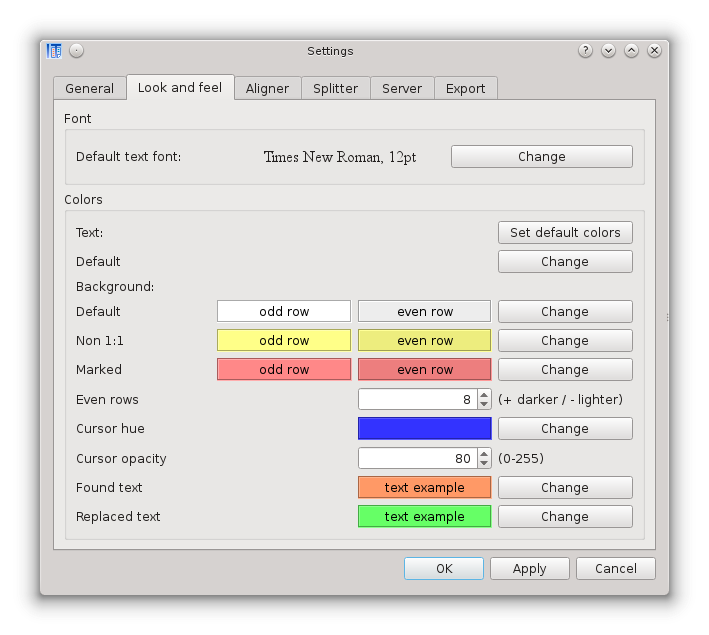 Settings
?
General Look and feel Aligner Splitter Server Export
Font
Default text font: Times New Roman, 12pt Change
Colors
Text: Set default colors
Default Change
Background:
Default odd row even row Change
Non 1:1 odd row even row Change
Marked odd row even row Change
Even rows 8 (+ darker / - lighter)
Cursor hue Change
Cursor opacity 80 (0-255)
Found text text example Change
Replaced text text example Change
OK Apply Cancel